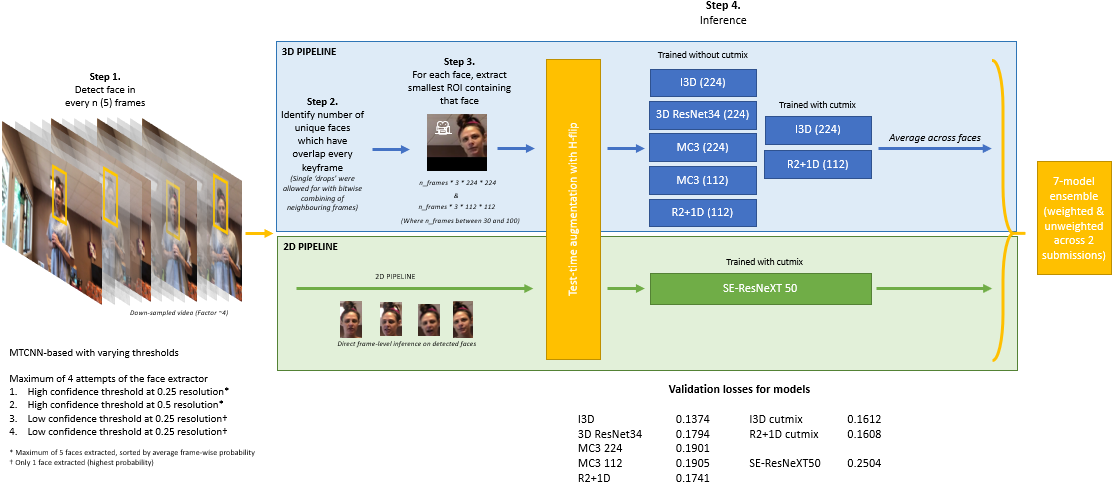 Step 1.
Detect face in
every n (5) frames
Down-sampled video (Factor ~4)
MTCNN-based with varying thresholds
Maximum of 4 attempts of the face extractor
1. High confidence threshold at 0.25 resolution*
2. High confidence threshold at 0.5 resolution*
3. Low confidence threshold at 0.25 resolution†
4. Low confidence threshold at 0.25 resolution†
* Maximum of 5 faces extracted, sorted by average frame-wise probability
† Only 1 face extracted (highest probability)
3D PIPELINE
Step 2.
Identify number of
unique faces
which have
overlap every
keyframe
(Single 'drops' were
allowed for with bitwise
combining of
neighbouring frames)
Step 3.
For each face, extract
smallest ROI containing
that face
n_frames * 3 * 224 * 224
&
n_frames * 3 * 112 * 112
(Where n_frames between 30 and 100)
Test-time augmentation with H-flip
Step 4.
Inference
Trained without cutmix
I3D (224)
3D ResNet34 (224)
MC3 (224)
MC3 (112)
R2+1D (112)
Trained with cutmix
I3D (224)
R2+1D (112)
Average across faces
2D PIPELINE
2D PIPELINE
Direct frame-level inference on detected faces
Trained with cutmix
SE-ResNeXT 50
7-model
ensemble
(weighted &
unweighted
across 2
submissions)
Validation losses for models
I3D 0.1374 I3D cutmix 0.1612
3D ResNet34 0.1794 R2+1D cutmix 0.1608
MC3 224 0.1901
MC3 112 0.1905 SE-ResNeXT50 0.2504
R2+1D 0.1741